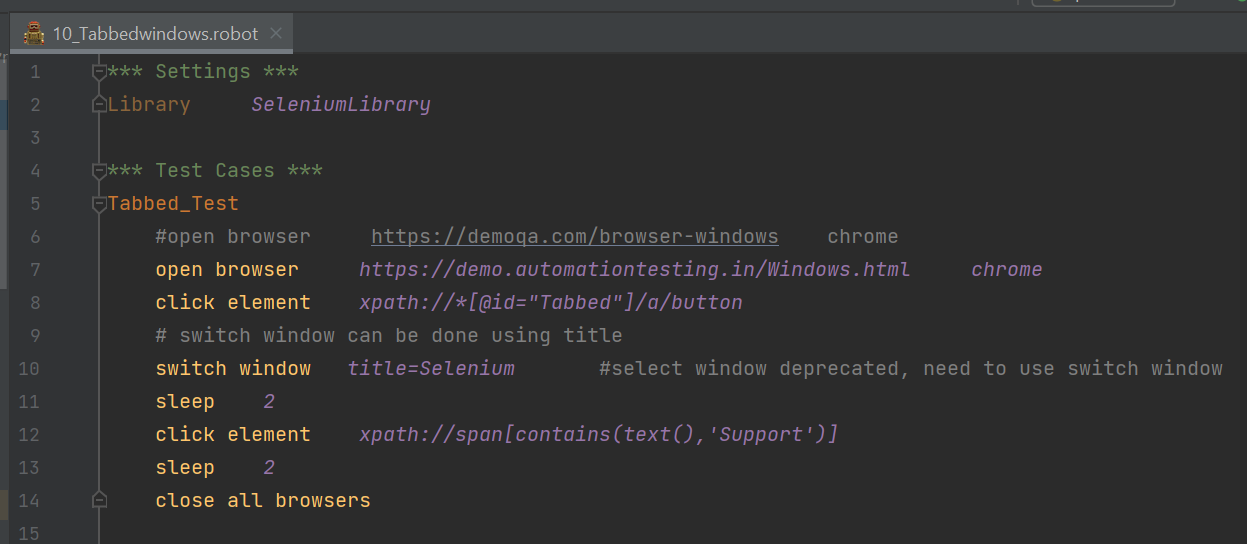 10_Tabbedwindows.robot
1 *** Settings ***
2 Library SeleniumLibrary
3
4 *** Test Cases ***
5 Tabbed_Test
6 #open browser https://demoqa.com/browser-windows chrome
7 open browser https://demo.automationtesting.in/Windows.html chrome
8 click element xpath://*[@id="Tabbed"]/a/button
9 # switch window can be done using title
10 switch window title=Selenium #select window deprecated, need to use switch window
11 sleep 2
12 click element xpath://span[contains(text(),'Support')]
13 sleep 2
14 close all browsers
15